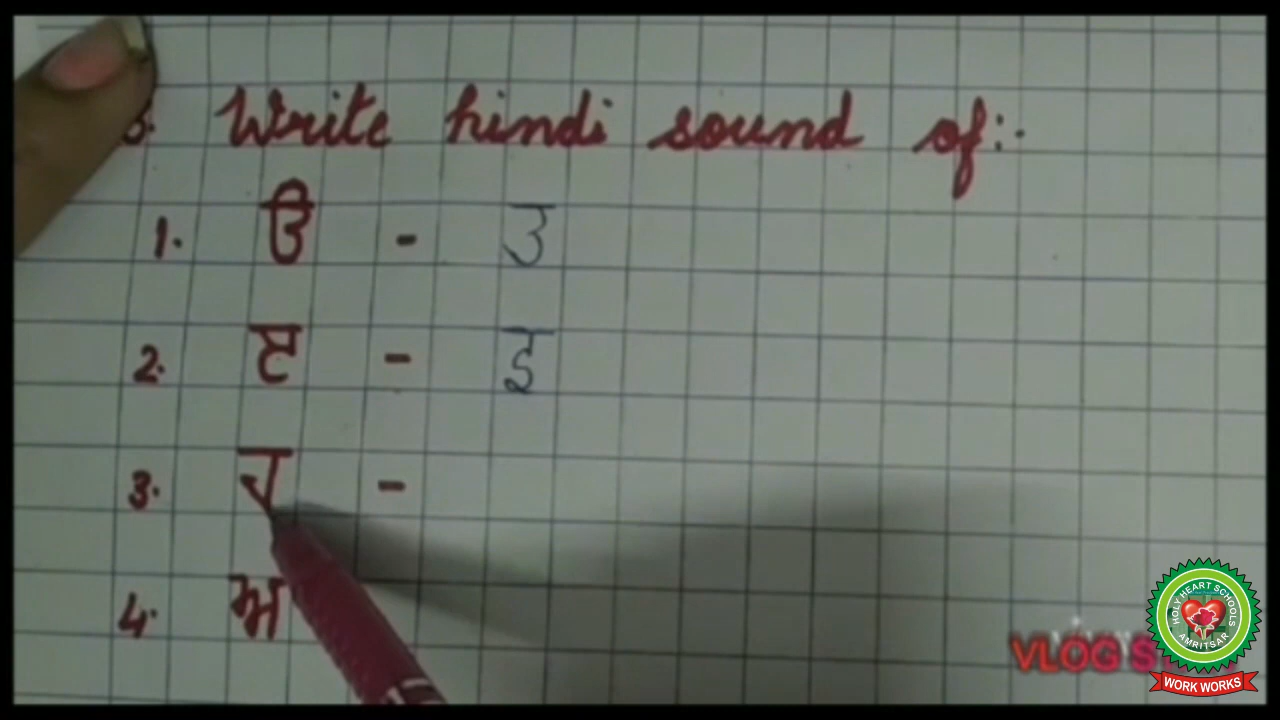 Write hindi sound of:-
1. ੳ - उ
2. ੲ - इ
3. ਹ -
4. ਅ
VLOG S
HOLY HEART SCHOOLS
AMRITSAR
WORK WORKS